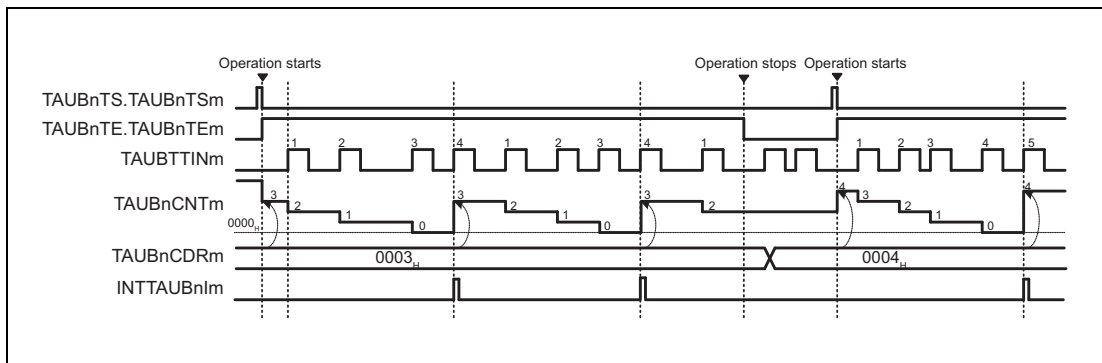 Operation starts
Operation stops
Operation starts
TAUBnTS.TAUBnTSm
TAUBnTE.TAUBnTEm
TAUBTTINm
1 2 3 4 1 2 3 4 1 1 2 3 4 5
TAUBnCNTm
3 2 1 0 3 2 1 0 3 2 4 3 2 1 0 4
0000H
TAUBnCDRm
0003H
0004H
INTTAUBnIm